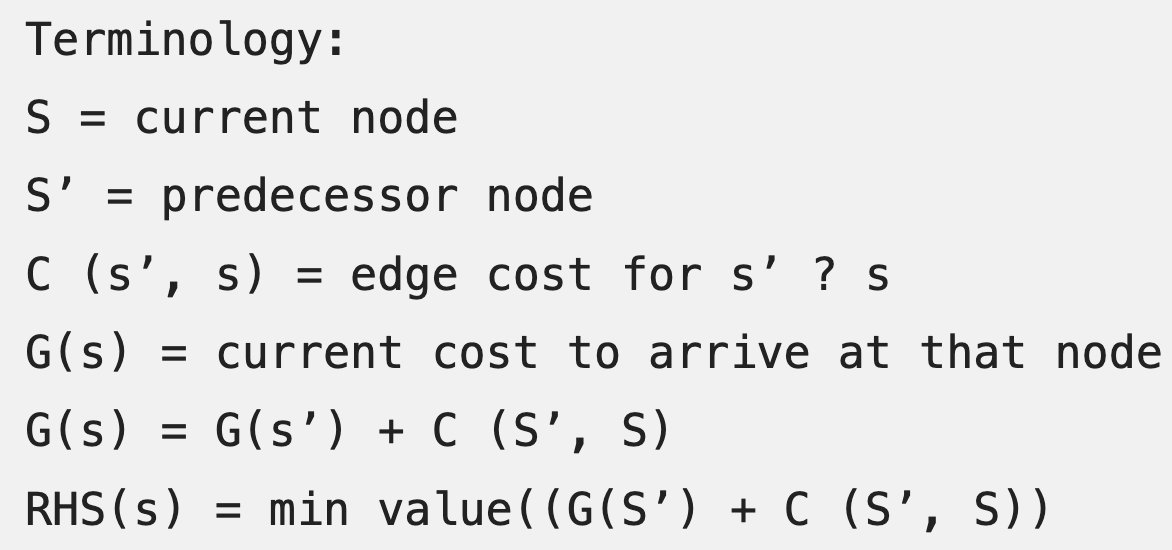 Terminology:
S = current node
S’ = predecessor node
C (s’, s) = edge cost for s’ ? s
G(s) = current cost to arrive at that node
G(s) = G(s’) + C (S’, S)
RHS(s) = min value((G(S’) + C (S’, S))